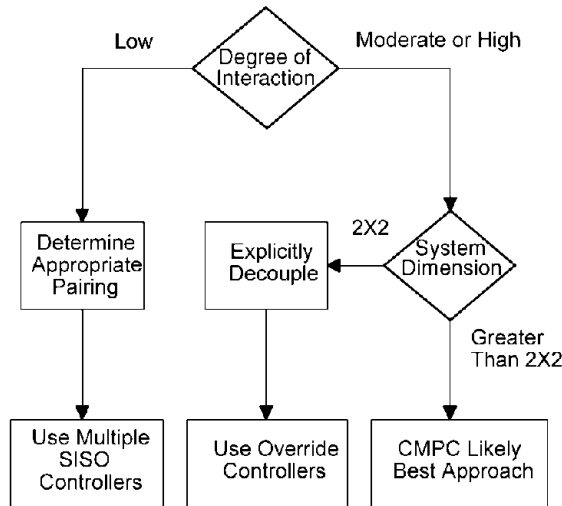 Low
Degree of
Interaction
Moderate or High
Determine
Appropriate
Pairing
Explicitly
Decouple
2X2
System
Dimension
Greater
Than 2X2
Use Multiple
SISO
Controllers
Use Override
Controllers
CMPC Likely
Best Approach